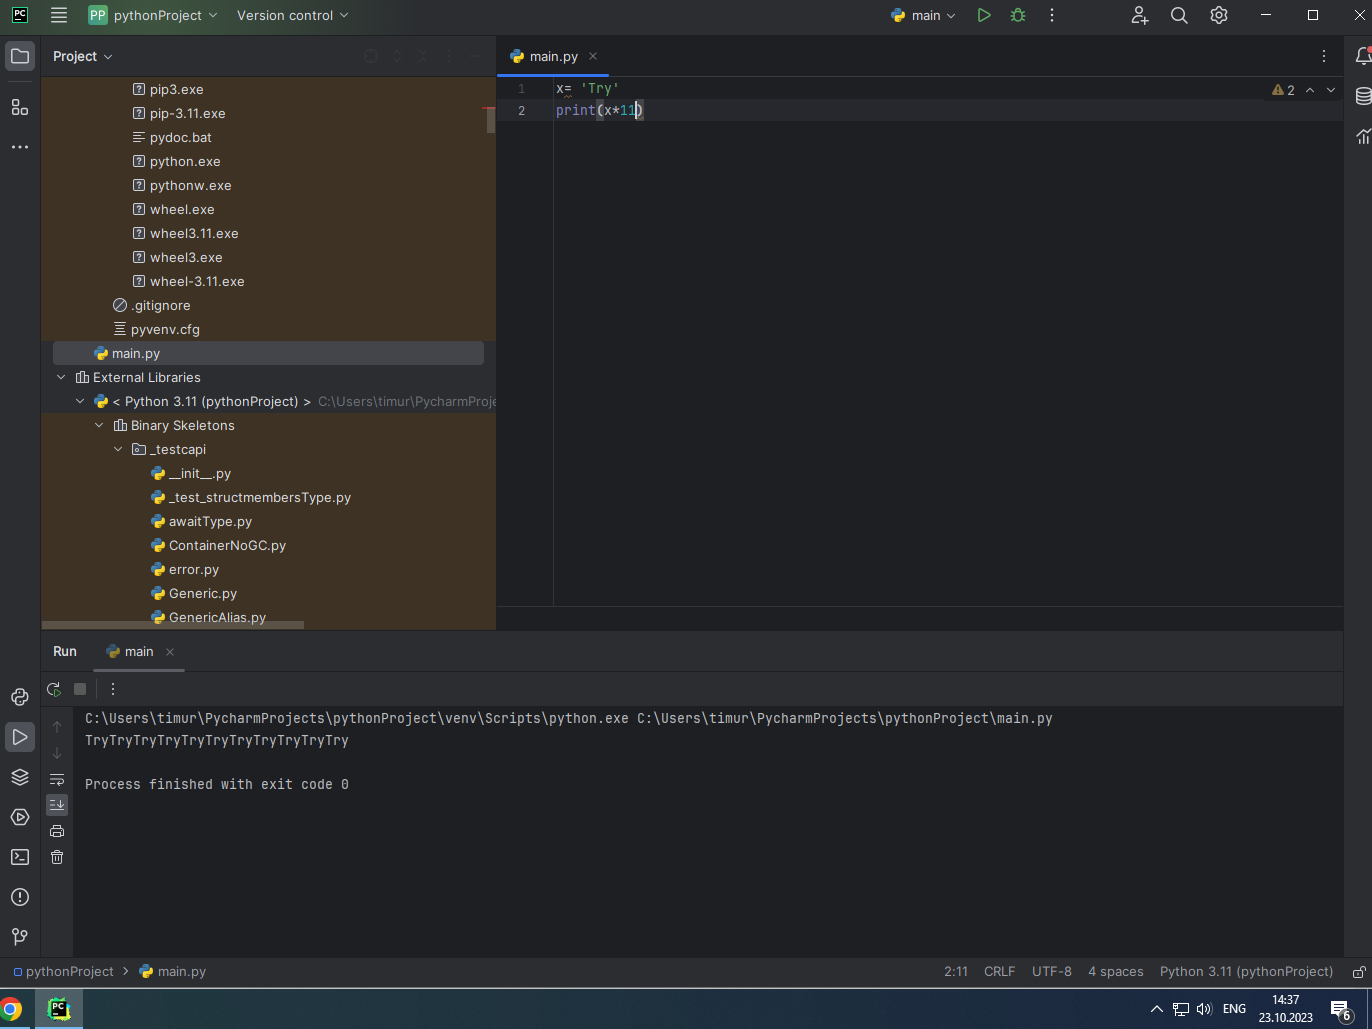 PC
PP pythonProject Version control main
Project
main.py
pip3.exe
pip-3.11.exe
pydoc.bat
python.exe
pythonw.exe
wheel.exe
wheel3.11.exe
wheel3.exe
wheel-3.11.exe
.gitignore
pyvenv.cfg
main.py
External Libraries
< Python 3.11 (pythonProject) > C:\Users\timur\PycharmProje
Binary Skeletons
_testcapi
__init__.py
_test_structmembersType.py
awaitType.py
ContainerNoGC.py
error.py
Generic.py
GenericAlias.py
1 x= 'Try'
2 print(x*11)
2
Run main
C:\Users\timur\PycharmProjects\pythonProject\venv\Scripts\python.exe C:\Users\timur\PycharmProjects\pythonProject\main.py
TryTryTryTryTryTryTryTryTryTryTry
Process finished with exit code 0
pythonProject > main.py
2:11 CRLF UTF-8 4 spaces Python 3.11 (pythonProject)
PC
ENG
14:37
23.10.2023
6